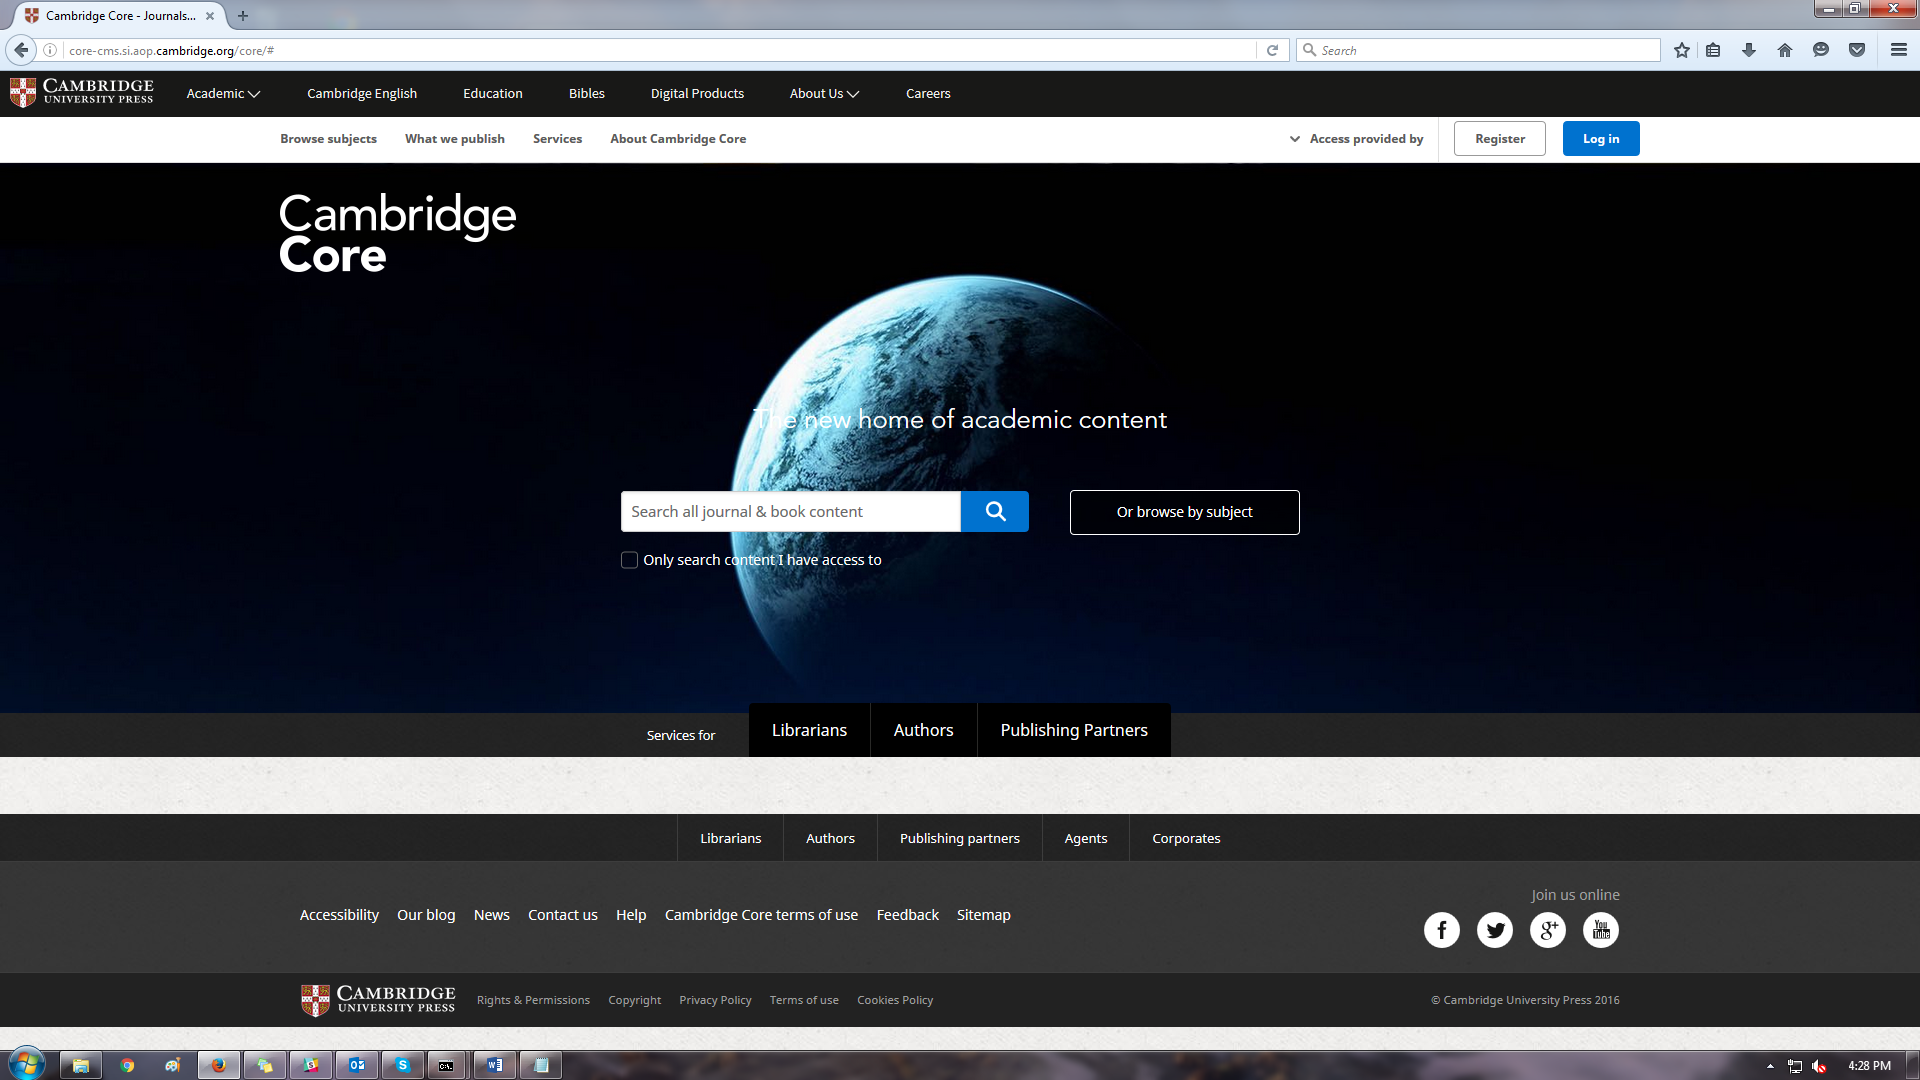 Cambridge Core - Journals...
core-cms.si.aop.cambridge.org/core/#
Search
CAMBRIDGE
UNIVERSITY PRESS
Academic
Cambridge English
Education
Bibles
Digital Products
About Us
Careers
Browse subjects
What we publish
Services
About Cambridge Core
Access provided by
Register
Log in
Cambridge
Core
The new home of academic content
Search all journal & book content
Or browse by subject
Only search content I have access to
Services for
Librarians
Authors
Publishing Partners
Librarians
Authors
Publishing partners
Agents
Corporates
Join us online
Accessibility
Our blog
News
Contact us
Help
Cambridge Core terms of use
Feedback
Sitemap
f
g+
You Tube
CAMBRIDGE
UNIVERSITY PRESS
Rights & Permissions
Copyright
Privacy Policy
Terms of use
Cookies Policy
© Cambridge University Press 2016
4:28 PM